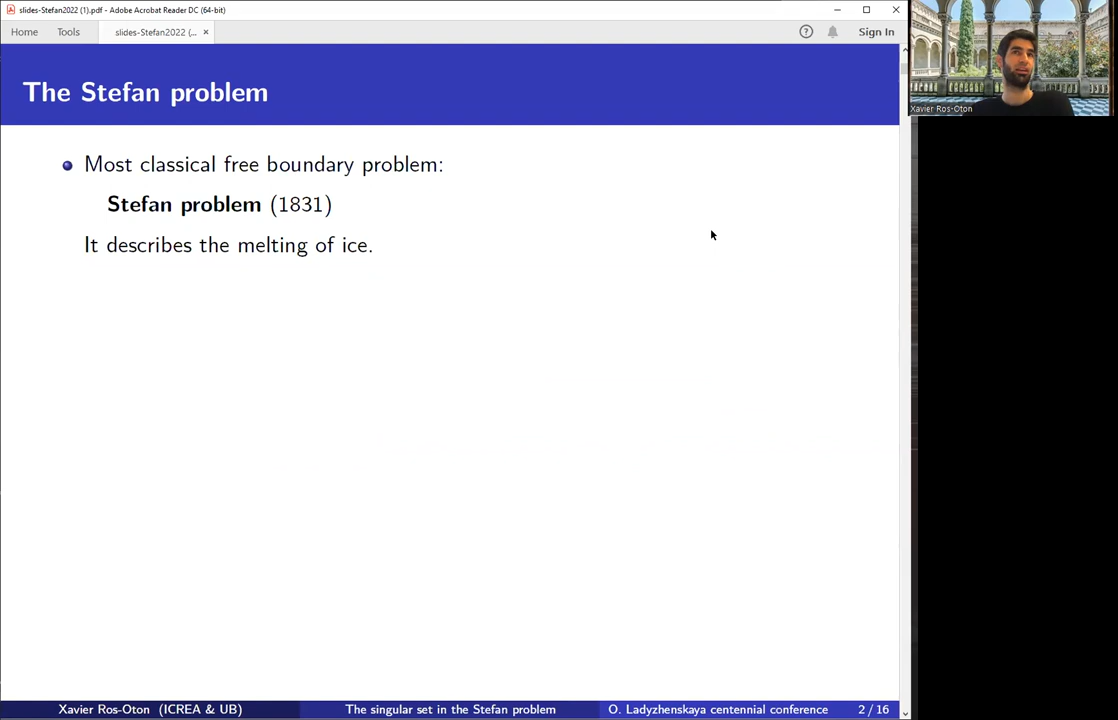 slides-Stefan2022 (1).pdf - Adobe Acrobat Reader DC (64-bit)
Home Tools slides-Stefan2022 (... × Sign In
The Stefan problem
Xavier Ros-Oton
Most classical free boundary problem:
Stefan problem (1831)
It describes the melting of ice.
Xavier Ros-Oton (ICREA & UB) The singular set in the Stefan problem O. Ladyzhenskaya centennial conference 2 / 16